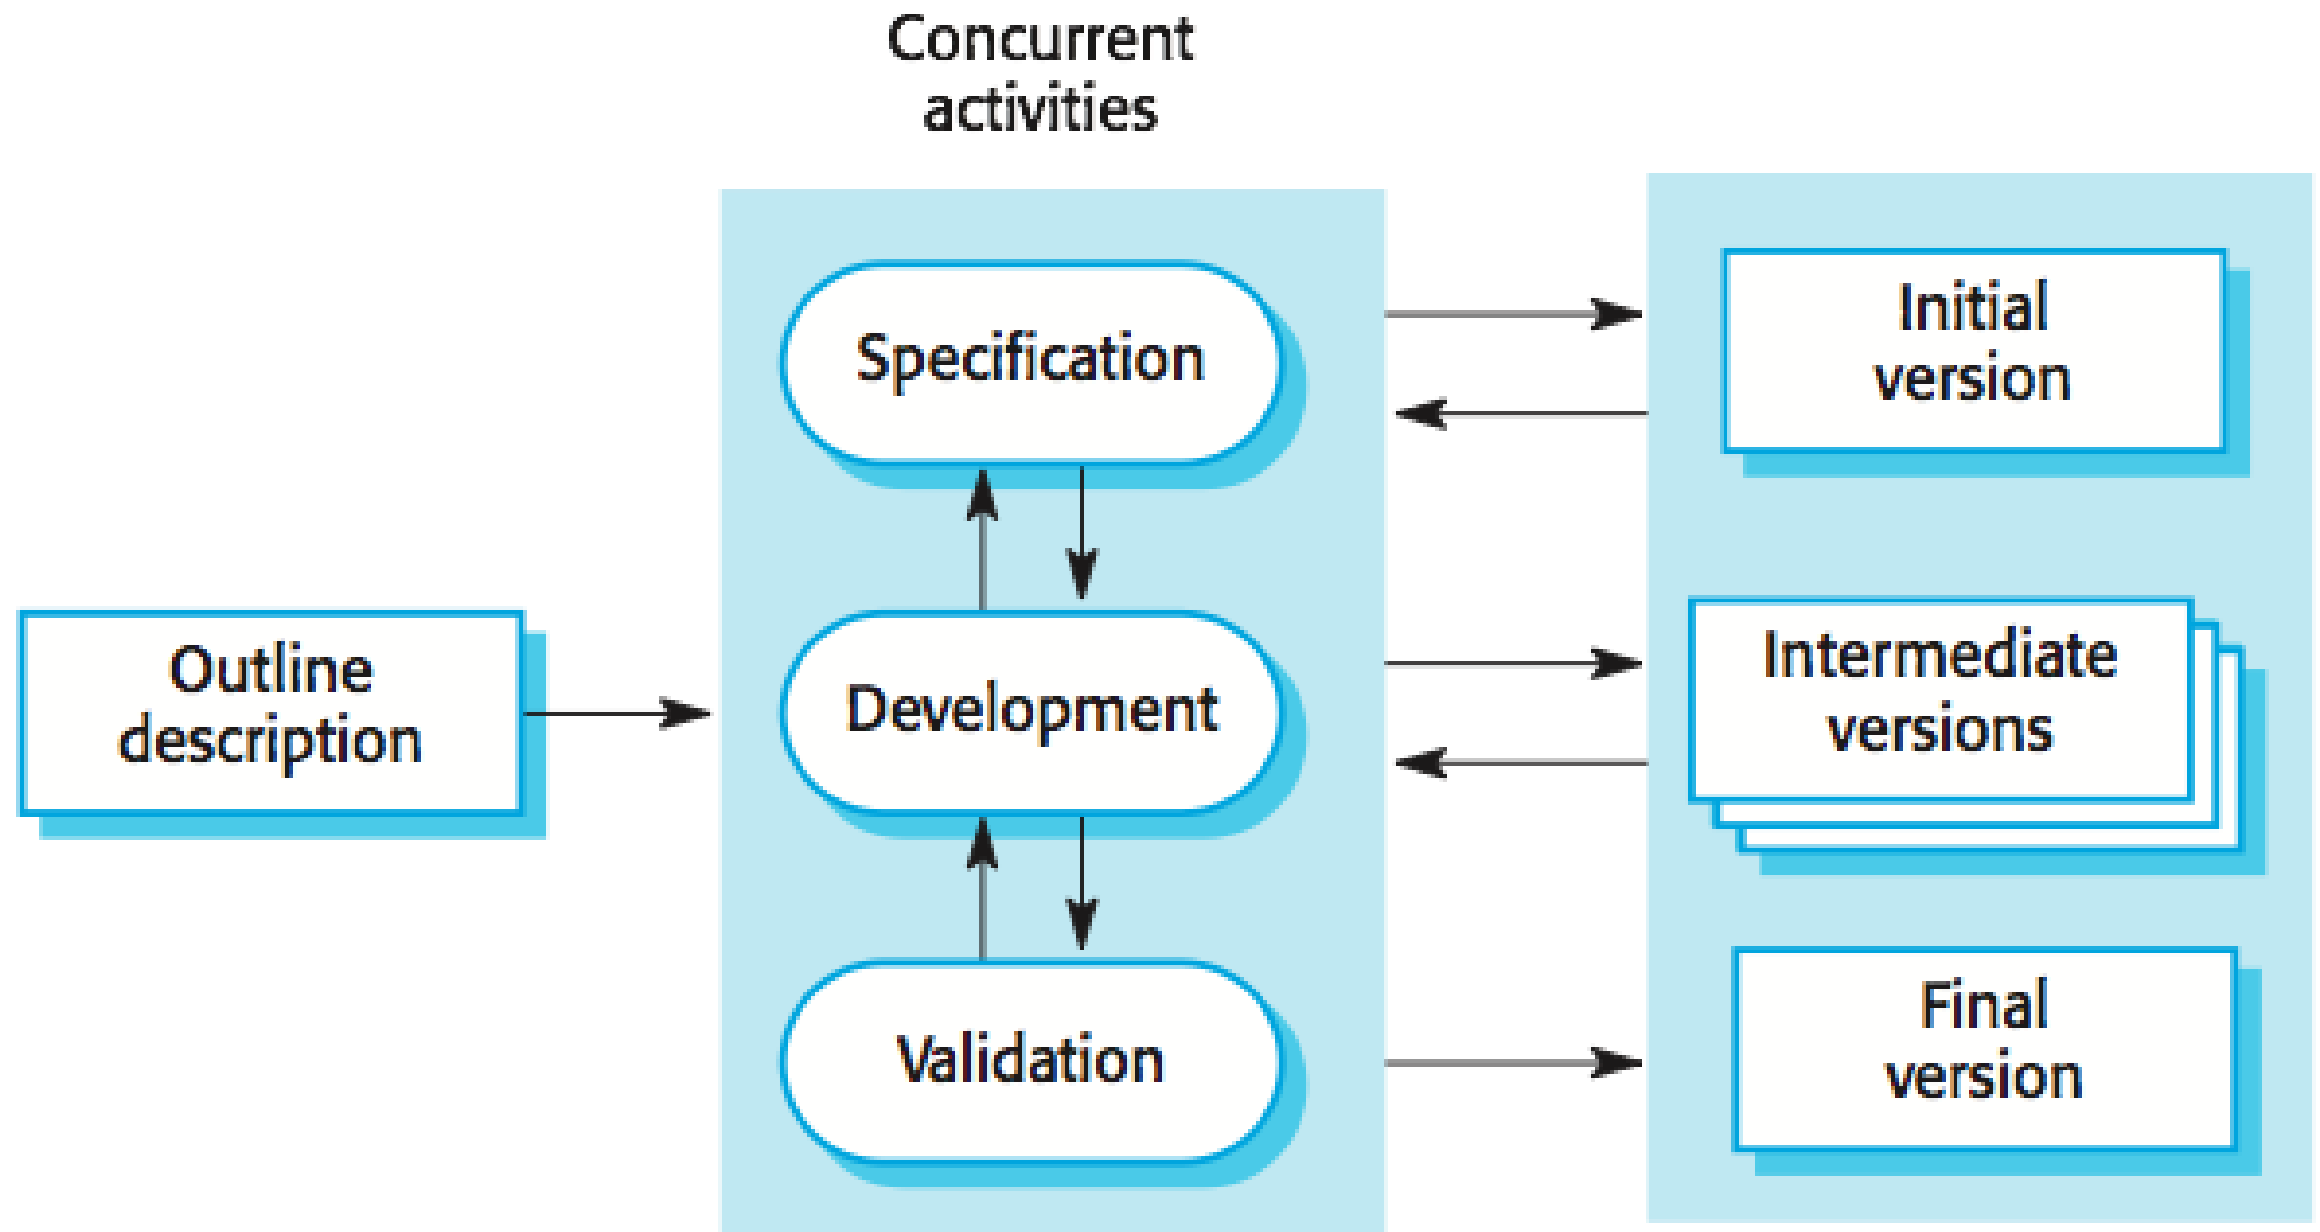 Concurrent
activities
Specification
Initial
version
Outline
description
Development
Intermediate
versions
Validation
Final
version